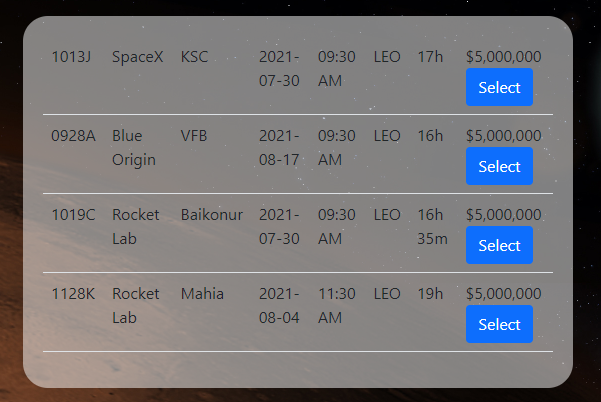 1013J SpaceX KSC 2021- 09:30 LEO 17h $5,000,000
07-30 AM
Select
0928A Blue VFB 2021- 09:30 LEO 16h $5,000,000
Origin 08-17 AM
Select
1019C Rocket Baikonur 2021- 09:30 LEO 16h $5,000,000
Lab 07-30 AM 35m
Select
1128K Rocket Mahia 2021- 11:30 LEO 19h $5,000,000
Lab 08-04 AM
Select